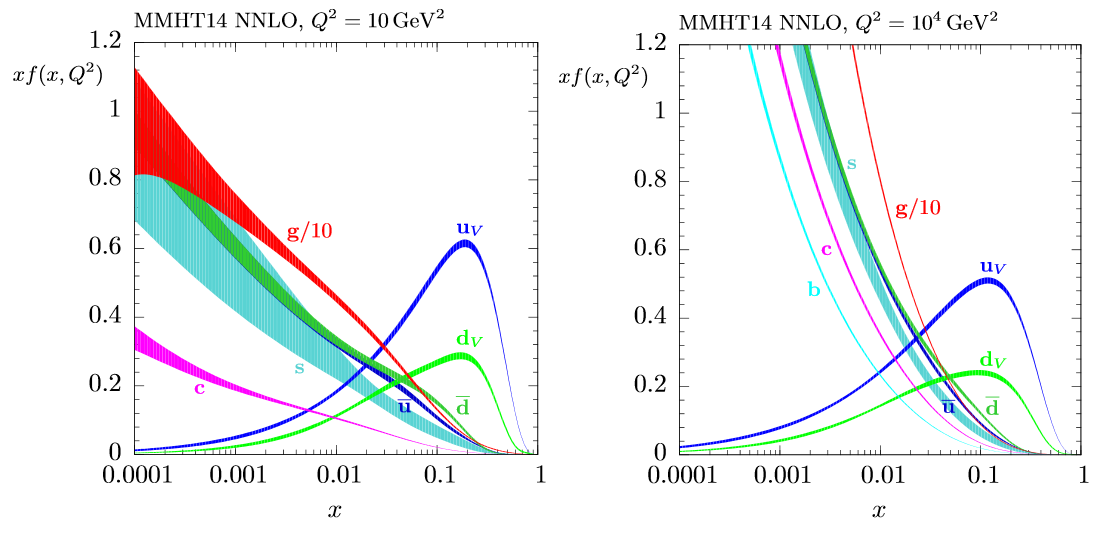 MMHT14 NNLO, Q² = 10 GeV²
1.2
xf(x, Q²)
1
0.8
g/10
u_V
0.6
0.4
d_V
s
0.2
c
u̅
d̅
0
0.0001
0.001
0.01
0.1
1
x
MMHT14 NNLO, Q² = 10⁴ GeV²
1.2
xf(x, Q²)
1
s
0.8
g/10
0.6
c
u_V
b
0.4
d_V
0.2
u̅
d̅
0
0.0001
0.001
0.01
0.1
1
x